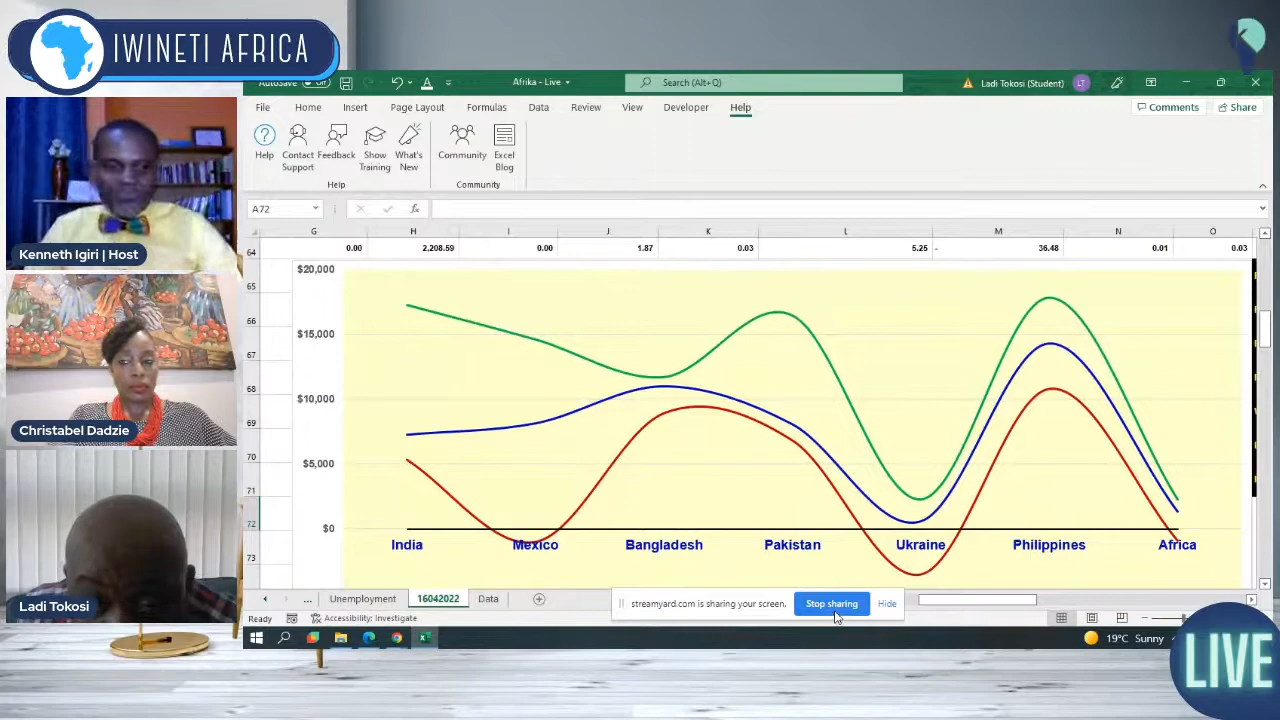 IWINETI AFRICA
AutoSave Off
Afrika - Live
Search (Alt+Q)
Ladi Tokosi (Student)
LT
File Home Insert Page Layout Formulas Data Review View Developer Help
Comments Share
Help Contact Support Feedback Show Training What's New Community Excel Blog
Help Community
A72
fx
G H I J K L M N O
64 0.00 2,208.59 0.00 1.87 0.03 5.25 - 36.48 0.01 0.03
65
66
67
68
69
70
71
72
73
$20,000
$15,000
$10,000
$5,000
$0
India Mexico Bangladesh Pakistan Ukraine Philippines Africa
Kenneth Igiri | Host
Christabel Dadzie
Ladi Tokosi
... Unemployment 16042022 Data
streamyard.com is sharing your screen. Stop sharing Hide
Ready Accessibility: Investigate
19°C Sunny
LIVE